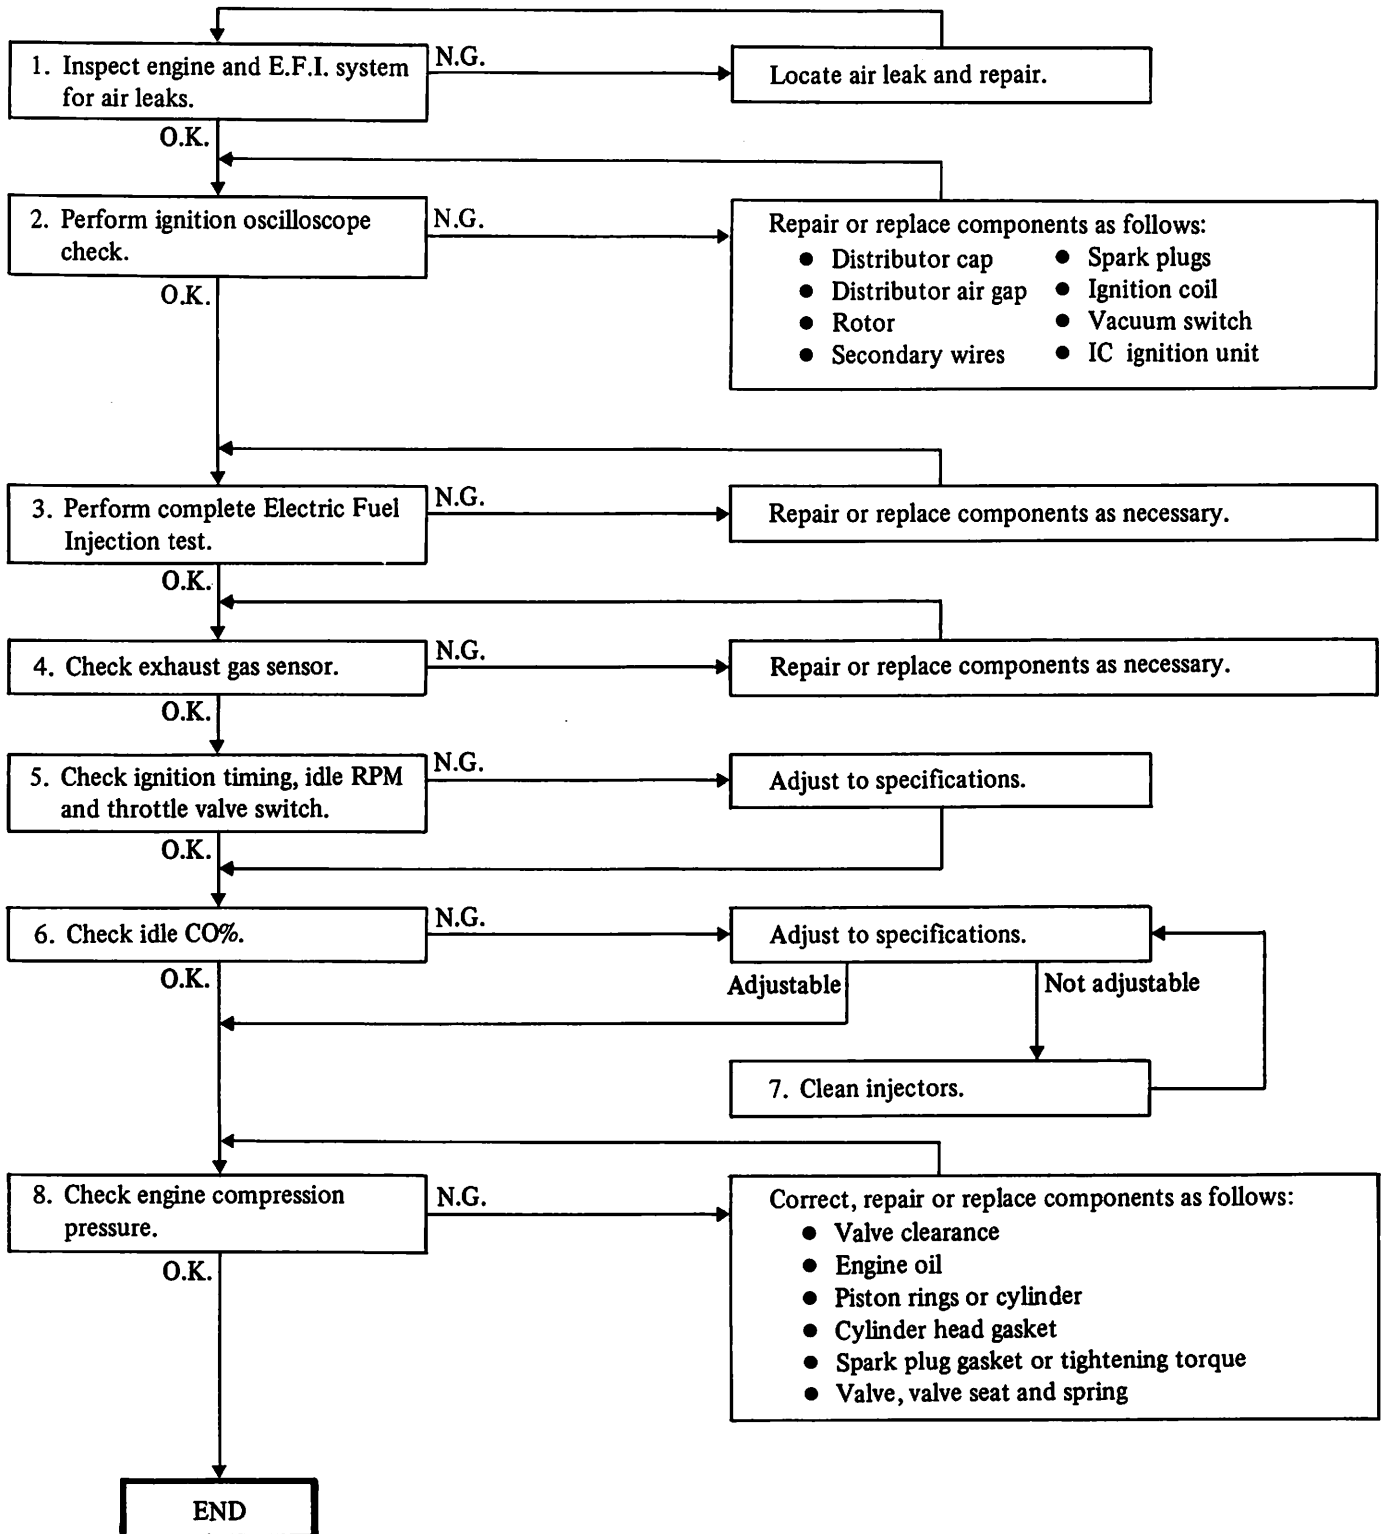 1. Inspect engine and E.F.I. system
for air leaks.
N.G.
Locate air leak and repair.
O.K.
2. Perform ignition oscilloscope
check.
N.G.
Repair or replace components as follows:
● Distributor cap
● Spark plugs
● Distributor air gap
● Ignition coil
● Rotor
● Vacuum switch
● Secondary wires
● IC ignition unit
O.K.
3. Perform complete Electric Fuel
Injection test.
N.G.
Repair or replace components as necessary.
O.K.
4. Check exhaust gas sensor.
N.G.
Repair or replace components as necessary.
O.K.
5. Check ignition timing, idle RPM
and throttle valve switch.
N.G.
Adjust to specifications.
O.K.
6. Check idle CO%.
N.G.
Adjust to specifications.
O.K.
Adjustable
Not adjustable
7. Clean injectors.
8. Check engine compression
pressure.
N.G.
Correct, repair or replace components as follows:
● Valve clearance
● Engine oil
● Piston rings or cylinder
● Cylinder head gasket
● Spark plug gasket or tightening torque
● Valve, valve seat and spring
O.K.
END